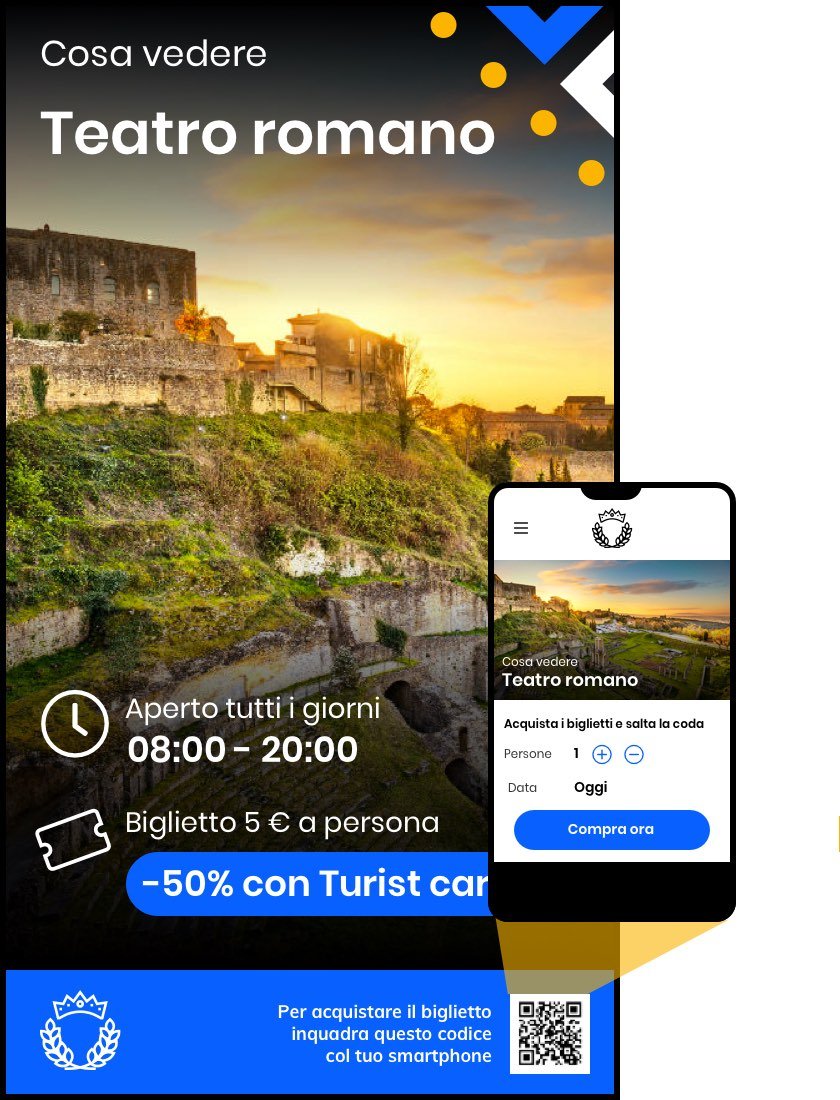 Cosa vedere
Teatro romano
Aperto tutti i giorni
08:00 - 20:00
Biglietto 5 € a persona
-50% con Turist car
Cosa vedere
Teatro romano
Acquista i biglietti e salta la coda
Persone 1
Data Oggi
Compra ora
Per acquistare il biglietto
inquadra questo codice
col tuo smartphone